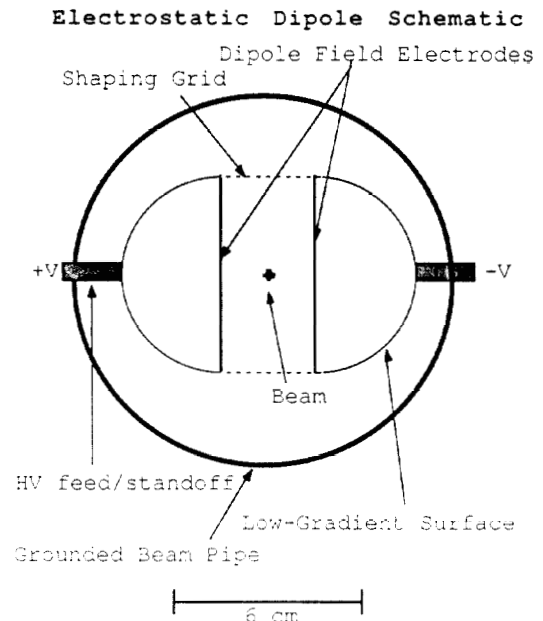 Electrostatic Dipole Schematic
Dipole Field Electrodes
Shaping Grid
+V
-V
Beam
HV feed/standoff
Low-Gradient Surface
Grounded Beam Pipe
6 cm